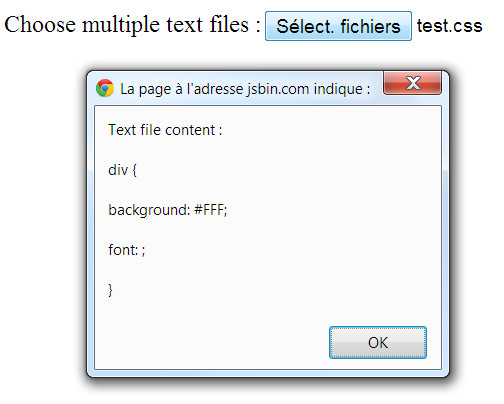 Choose multiple text files : Sélect. fichiers test.css
La page à l'adresse jsbin.com indique :
Text file content :
div {
background: #FFF;
font: ;
}
OK